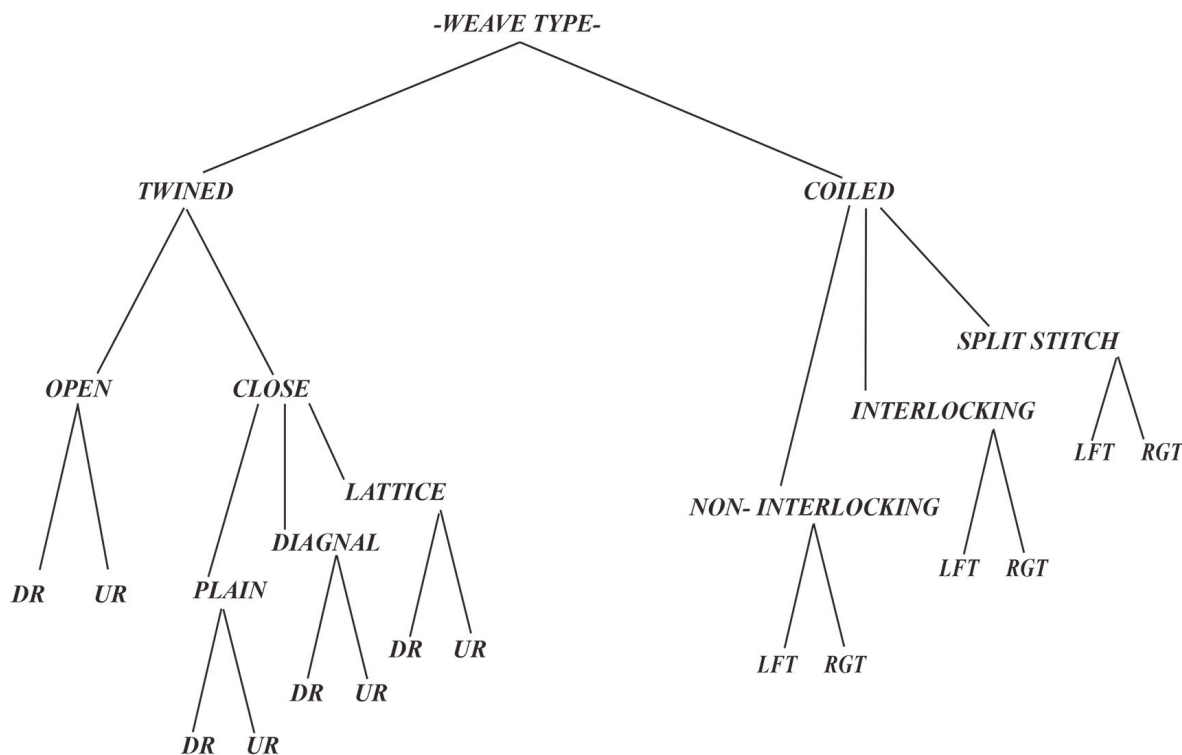 -WEAVE TYPE-
TWINED
COILED
SPLIT STITCH
OPEN
CLOSE
INTERLOCKING
LFT
RGT
LATTICE
NON- INTERLOCKING
DIAGNAL
LFT
RGT
DR
UR
PLAIN
DR
UR
LFT
RGT
DR
UR
DR
UR